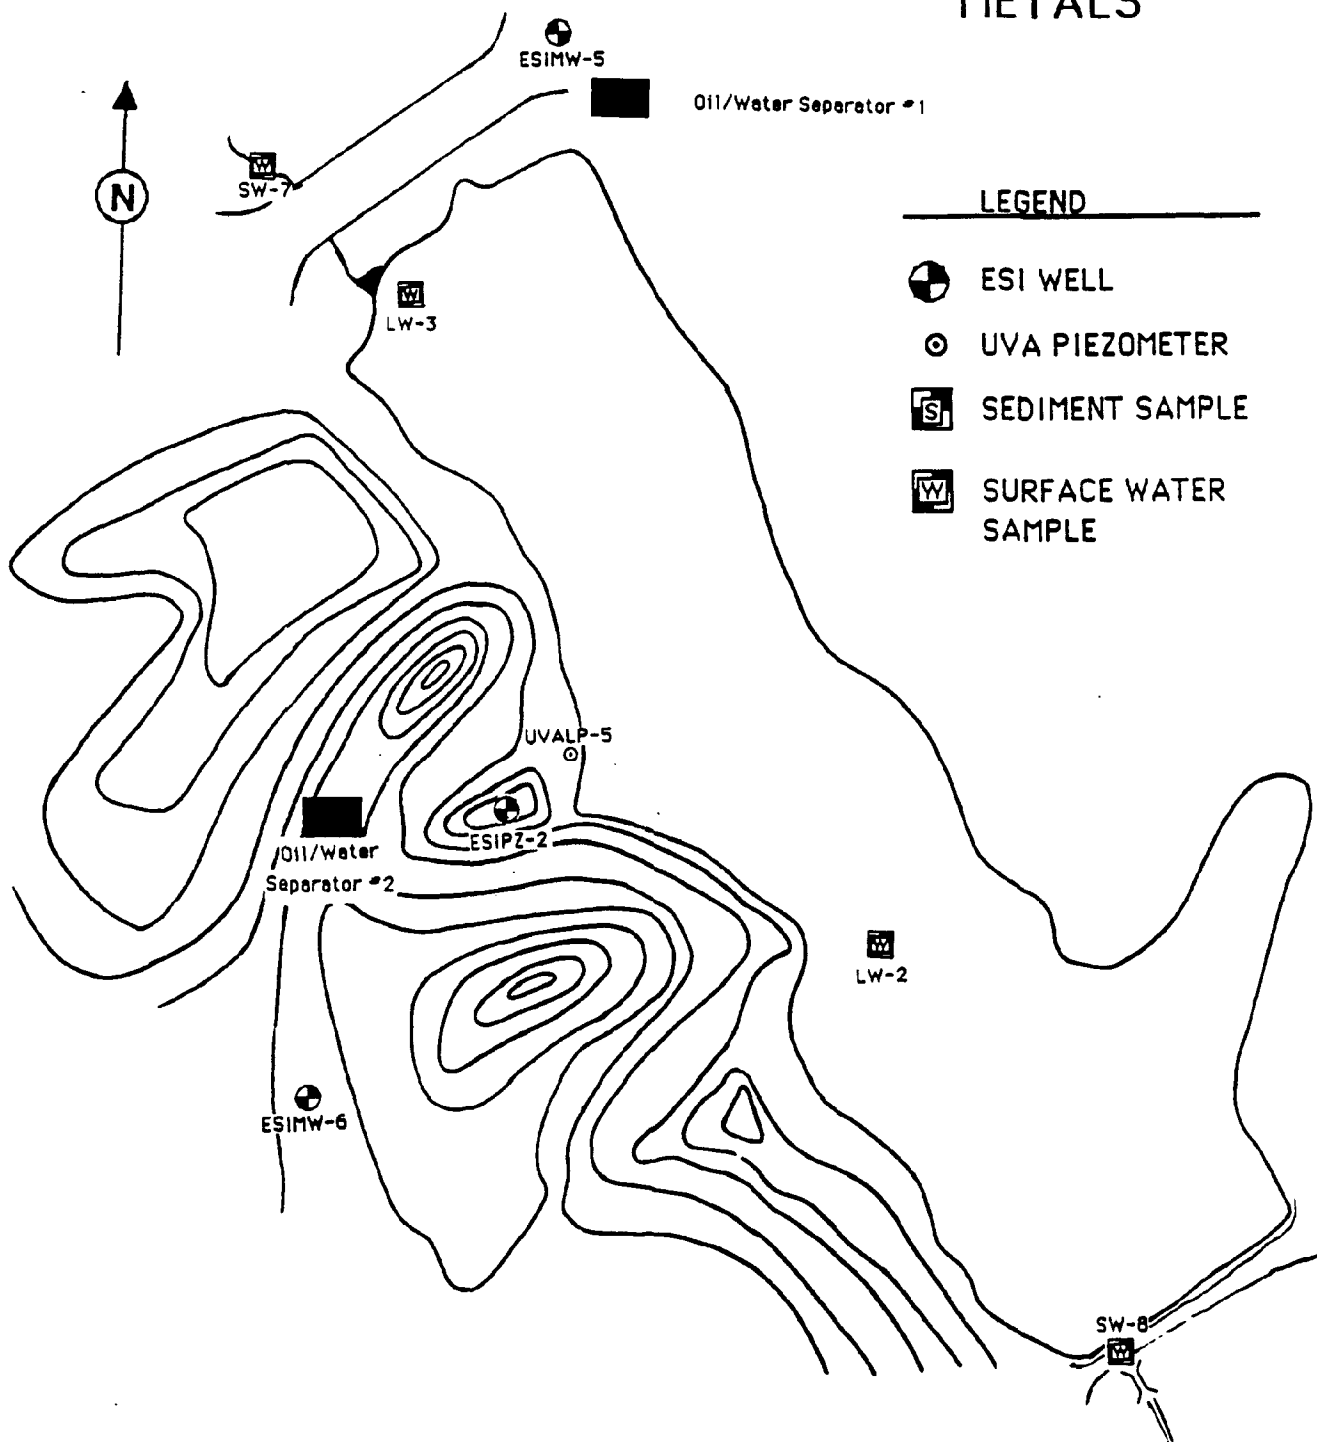 METALS
ESIMW-5
Oil/Water Separator #1
W
SW-7
N
LEGEND
ESI WELL
W
LW-3
UVA PIEZOMETER
S
SEDIMENT SAMPLE
W
SURFACE WATER
SAMPLE
UVALP-5
ESIPZ-2
Oil/Water
Separator #2
W
LW-2
ESIMW-6
SW-8
W